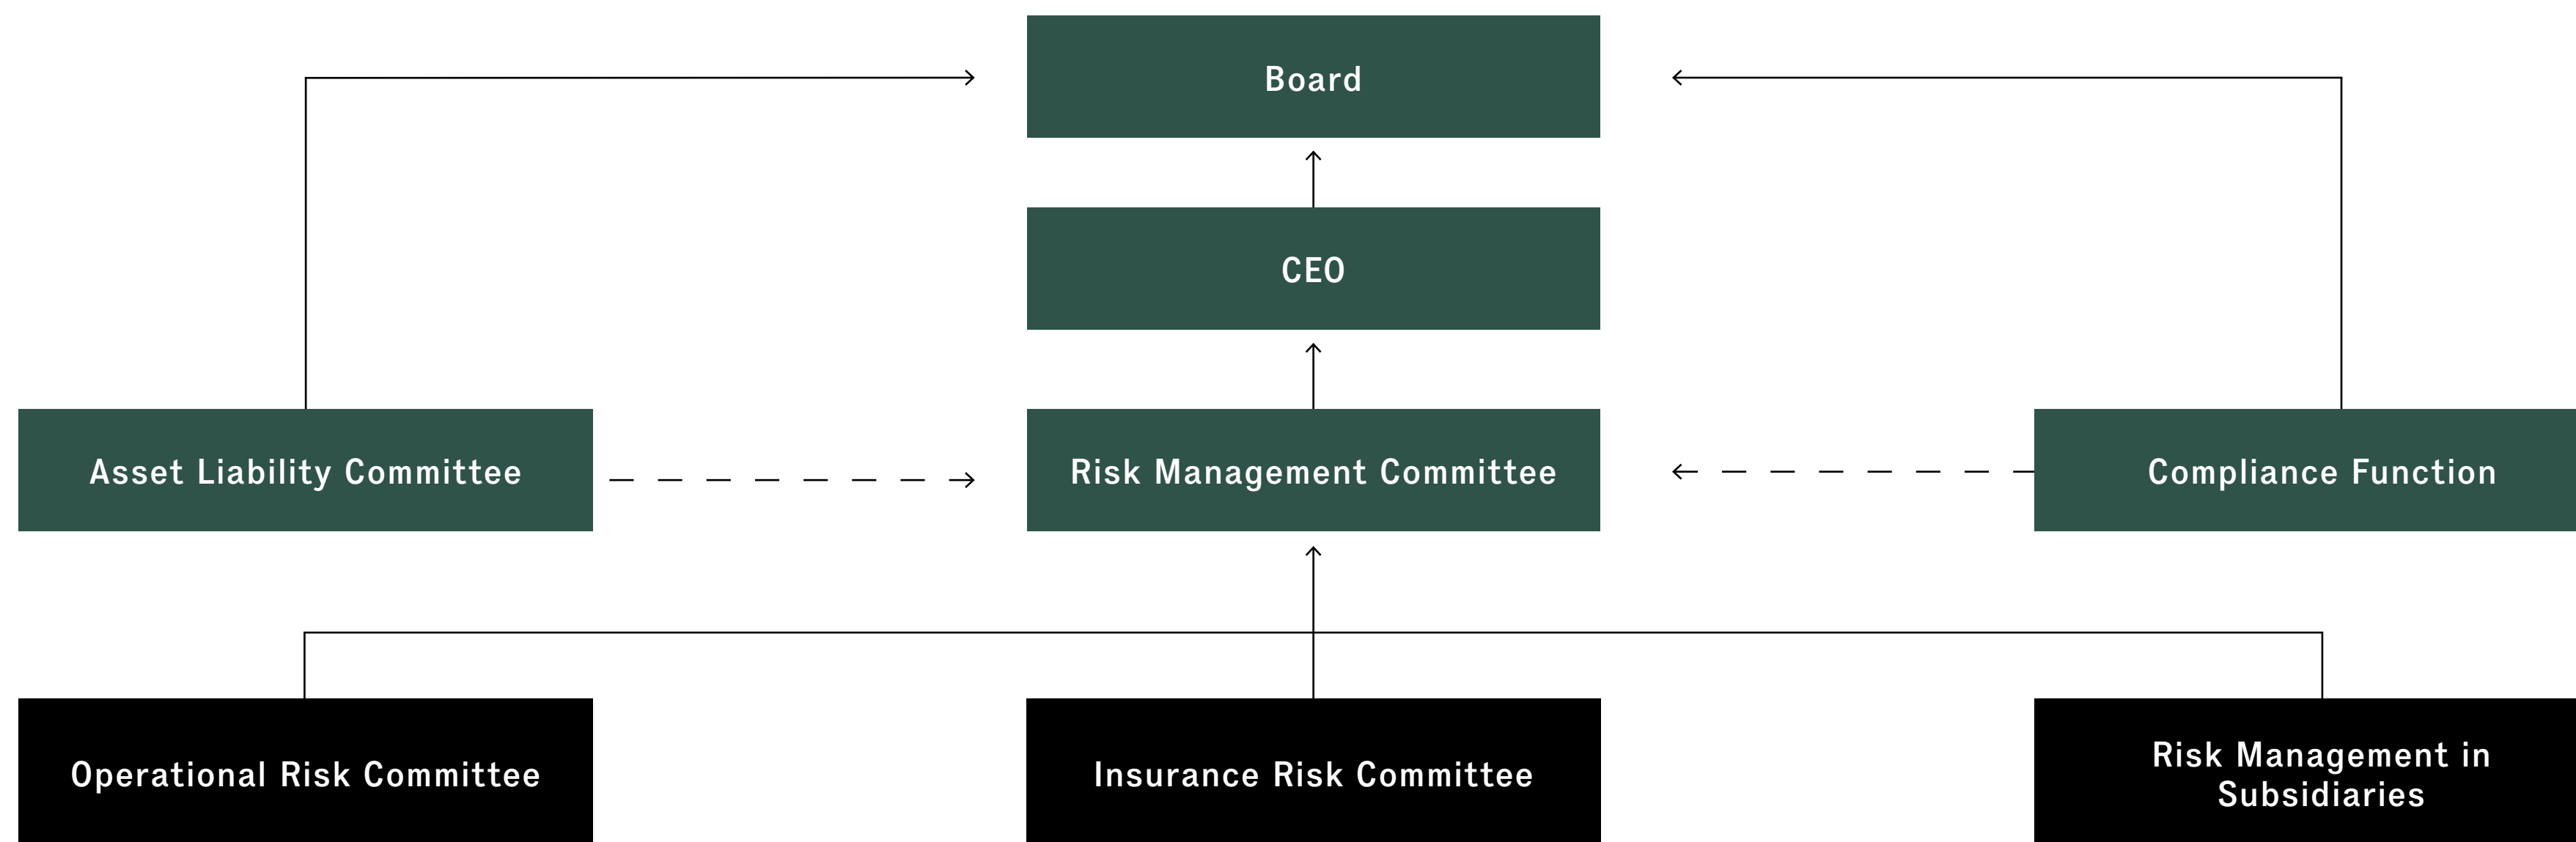 Board
CEO
Asset Liability Committee
Risk Management Committee
Compliance Function
Operational Risk Committee
Insurance Risk Committee
Risk Management in
Subsidiaries